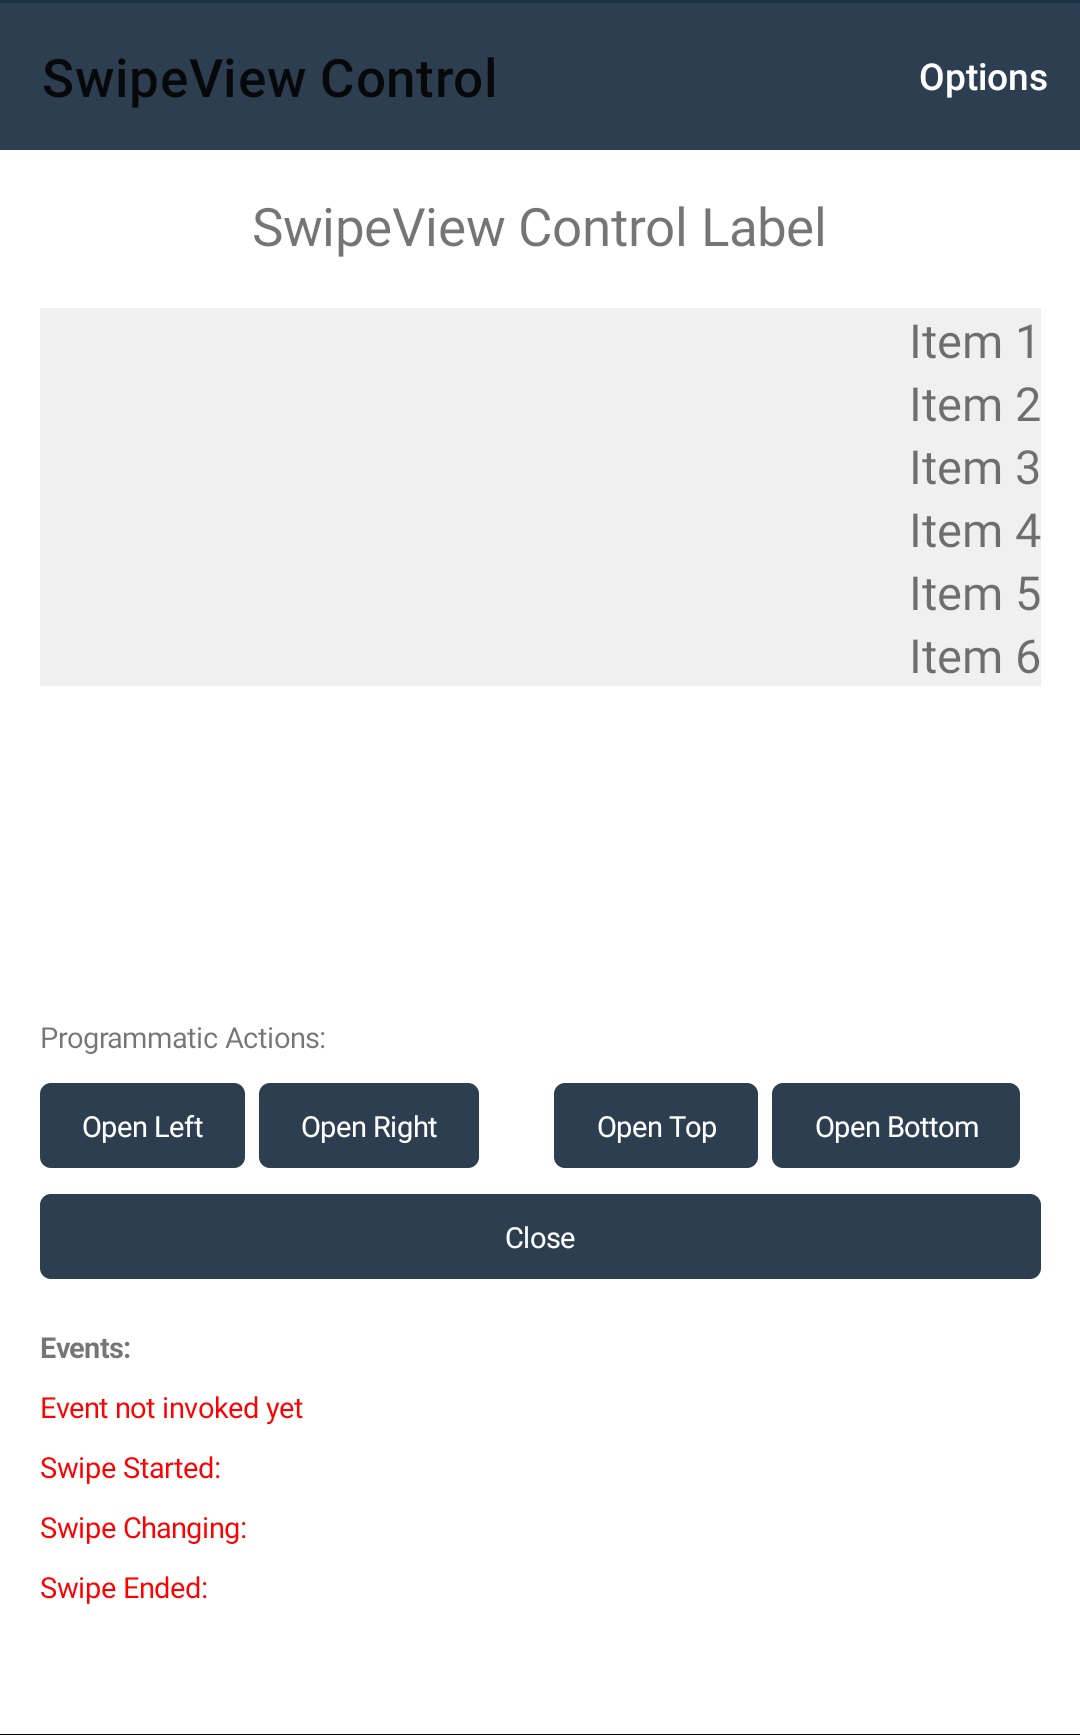 SwipeView Control
Options
SwipeView Control Label
Item 1
Item 2
Item 3
Item 4
Item 5
Item 6
Programmatic Actions:
Open Left
Open Right
Open Top
Open Bottom
Close
Events:
Event not invoked yet
Swipe Started:
Swipe Changing:
Swipe Ended: